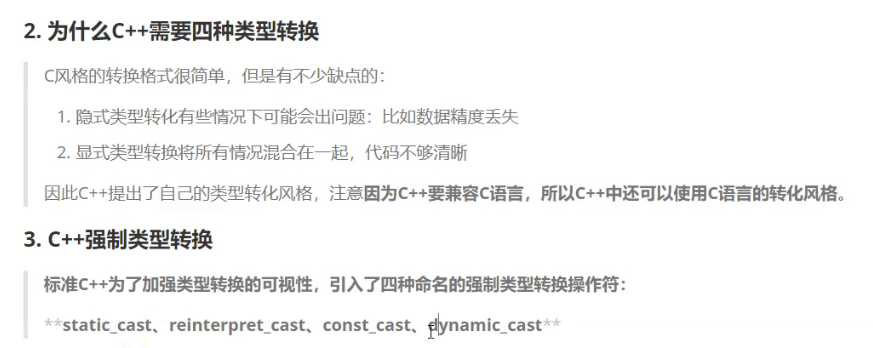 2. 为什么C++需要四种类型转换
C风格的转换格式很简单，但是有不少缺点的：
1. 隐式类型转化有些情况下可能会出问题：比如数据精度丢失
2. 显式类型转换将所有情况混合在一起，代码不够清晰
因此C++提出了自己的类型转化风格，注意因为C++要兼容C语言，所以C++中还可以使用C语言的转化风格。
3. C++强制类型转换
标准C++为了加强类型转换的可视性，引入了四种命名的强制类型转换操作符：
**static_cast、reinterpret_cast、const_cast、dynamic_cast**